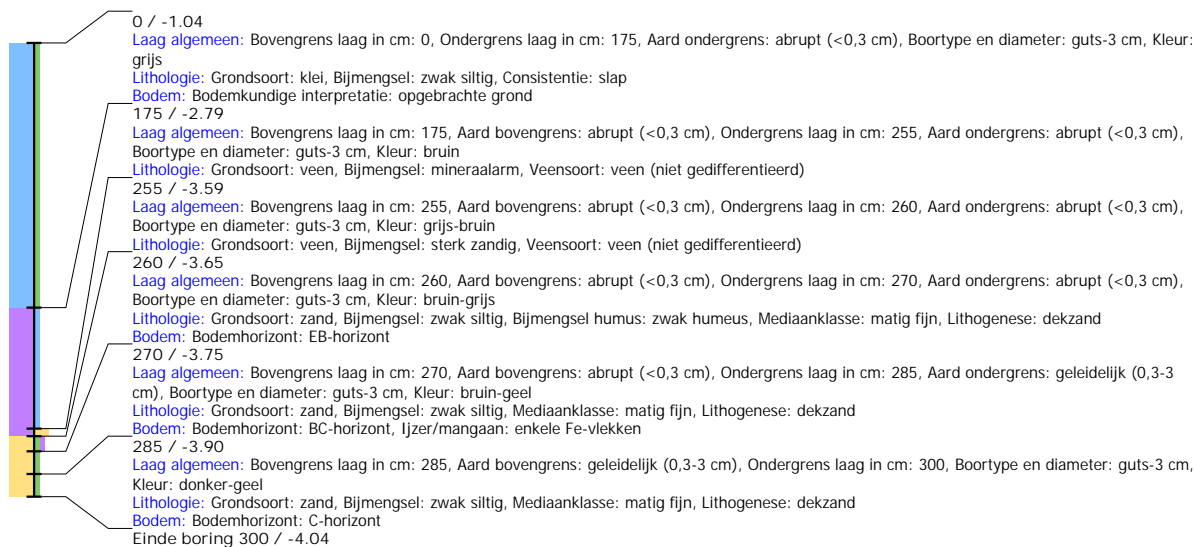 0 / -1.04
Laag algemeen: Bovengrens laag in cm: 0, Ondergrens laag in cm: 175, Aard ondergrens: abrupt (<0,3 cm), Boortype en diameter: guts-3 cm, Kleur:
grijs
Lithologie: Grondsoort: klei, Bijmengsel: zwak siltig, Consistentie: slap
Bodem: Bodemkundige interpretatie: opgebrachte grond
175 / -2.79
Laag algemeen: Bovengrens laag in cm: 175, Aard bovengrens: abrupt (<0,3 cm), Ondergrens laag in cm: 255, Aard ondergrens: abrupt (<0,3 cm),
Boortype en diameter: guts-3 cm, Kleur: bruin
Lithologie: Grondsoort: veen, Bijmengsel: mineraalarm, Veensoort: veen (niet gedifferentieerd)
255 / -3.59
Laag algemeen: Bovengrens laag in cm: 255, Aard bovengrens: abrupt (<0,3 cm), Ondergrens laag in cm: 260, Aard ondergrens: abrupt (<0,3 cm),
Boortype en diameter: guts-3 cm, Kleur: grijs-bruin
Lithologie: Grondsoort: veen, Bijmengsel: sterk zandig, Veensoort: veen (niet gedifferentieerd)
260 / -3.65
Laag algemeen: Bovengrens laag in cm: 260, Aard bovengrens: abrupt (<0,3 cm), Ondergrens laag in cm: 270, Aard ondergrens: abrupt (<0,3 cm),
Boortype en diameter: guts-3 cm, Kleur: bruin-grijs
Lithologie: Grondsoort: zand, Bijmengsel: zwak siltig, Bijmengsel humus: zwak humeus, Mediaanklasse: matig fijn, Lithogenese: dekzand
Bodem: Bodemhorizont: EB-horizont
270 / -3.75
Laag algemeen: Bovengrens laag in cm: 270, Aard bovengrens: abrupt (<0,3 cm), Ondergrens laag in cm: 285, Aard ondergrens: geleidelijk (0,3-3
cm), Boortype en diameter: guts-3 cm, Kleur: bruin-geel
Lithologie: Grondsoort: zand, Bijmengsel: zwak siltig, Mediaanklasse: matig fijn, Lithogenese: dekzand
Bodem: Bodemhorizont: BC-horizont, Ijzer/mangaan: enkele Fe-vlekken
285 / -3.90
Laag algemeen: Bovengrens laag in cm: 285, Aard bovengrens: geleidelijk (0,3-3 cm), Ondergrens laag in cm: 300, Boortype en diameter: guts-3 cm,
Kleur: donker-geel
Lithologie: Grondsoort: zand, Bijmengsel: zwak siltig, Mediaanklasse: matig fijn, Lithogenese: dekzand
Bodem: Bodemhorizont: C-horizont
Einde boring 300 / -4.04